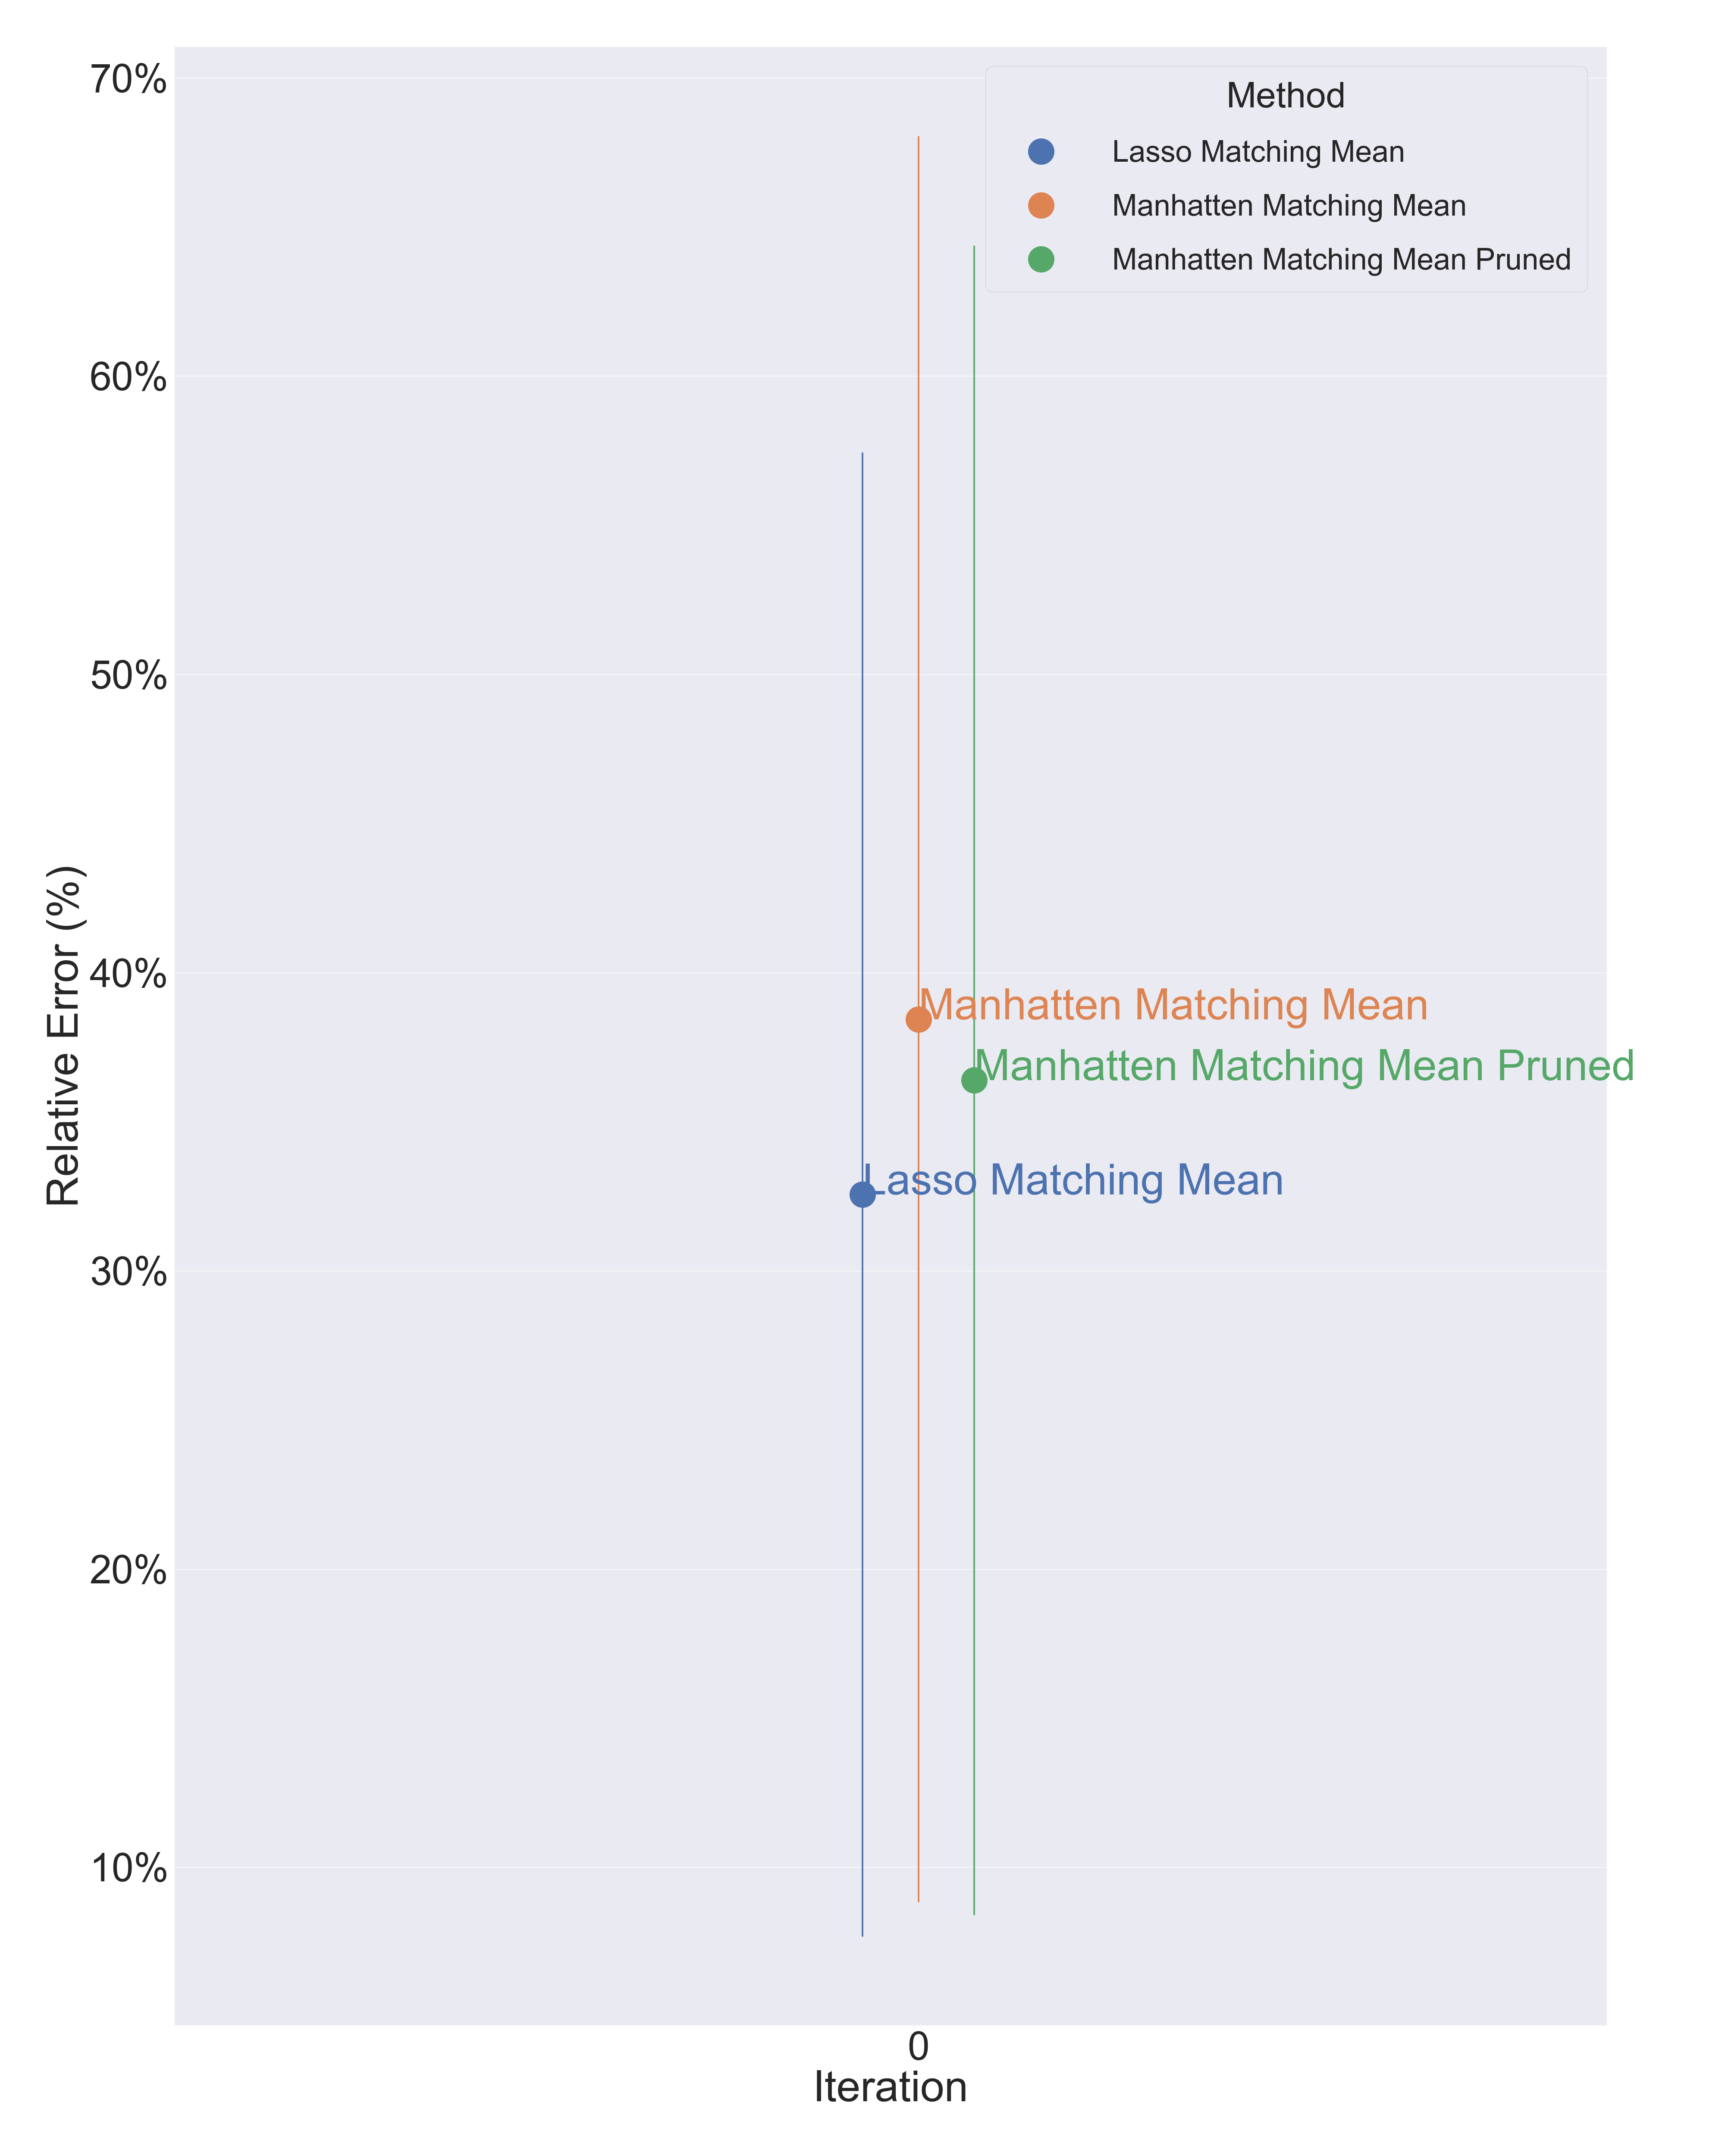 70%
Method
Lasso Matching Mean
Manhatten Matching Mean
Manhatten Matching Mean Pruned
60%
50%
40%
Manhatten Matching Mean
Manhatten Matching Mean Pruned
Lasso Matching Mean
30%
20%
10%
Relative Error (%)
0
Iteration